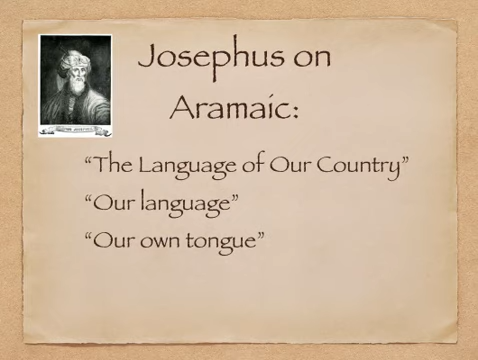 Josephus on
Aramaic:
“The Language of Our Country”
“Our language”
“Our own tongue”